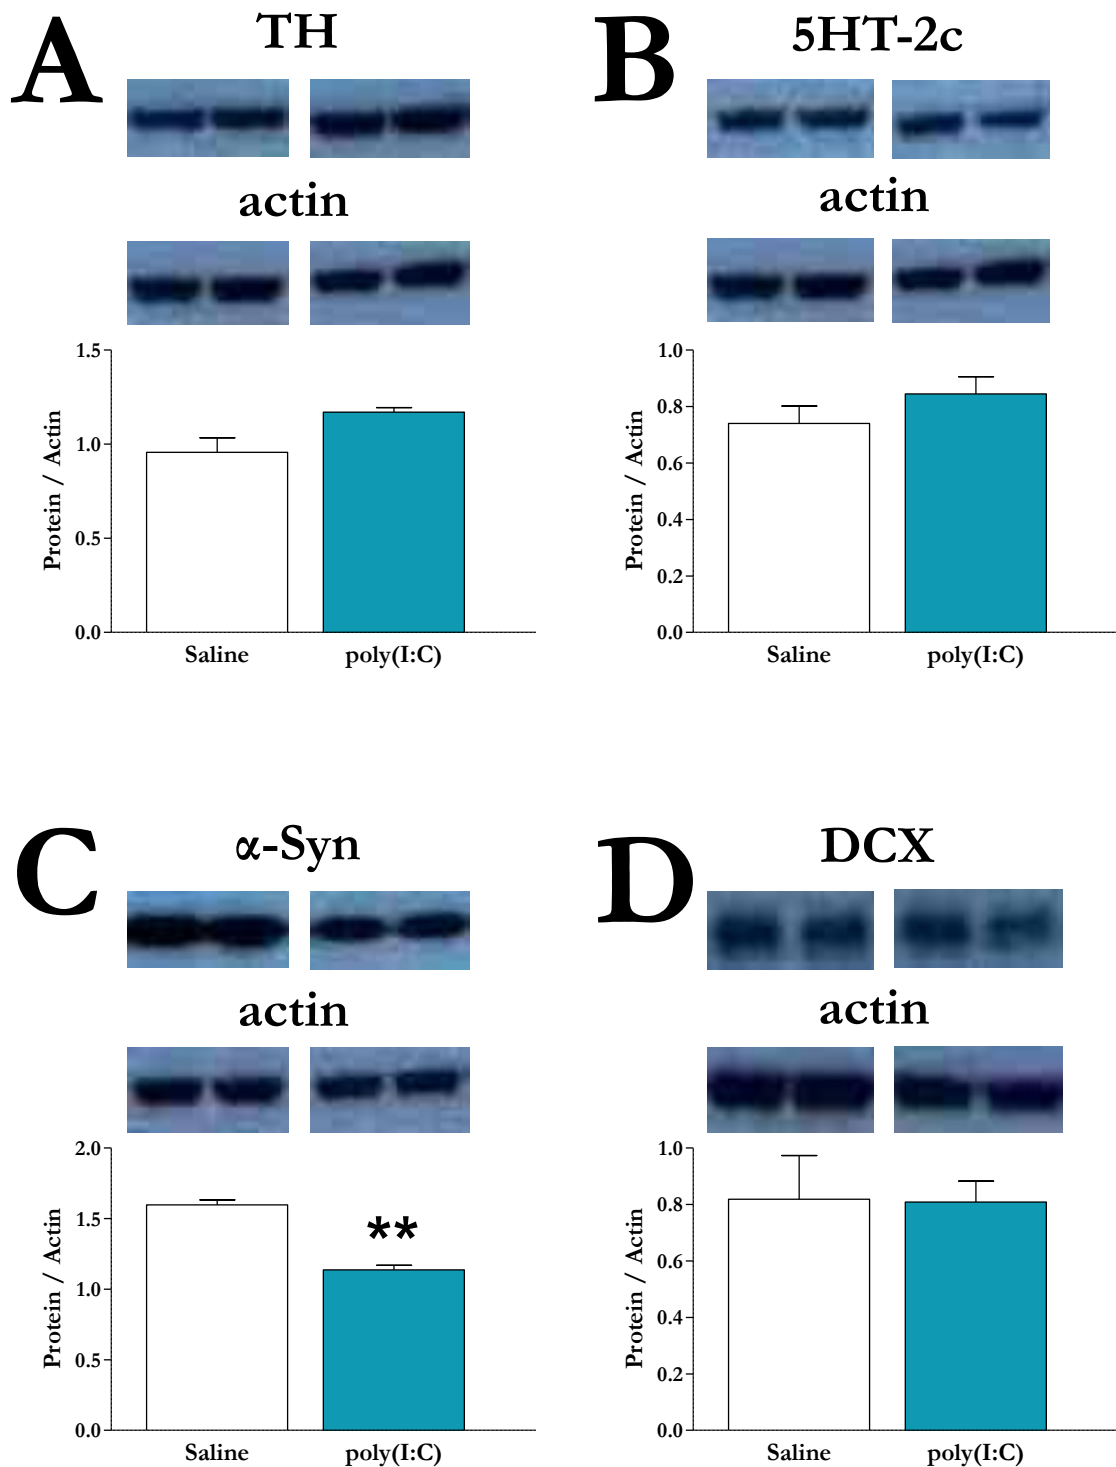 A
TH
actin
1.5
1.0
0.5
0.0
Protein / Actin
Saline poly(I:C)
B
5HT-2c
actin
1.0
0.8
0.6
0.4
0.2
0.0
Protein / Actin
Saline poly(I:C)
C
α-Syn
actin
2.0
1.5
1.0
0.5
0.0
Protein / Actin
**
Saline poly(I:C)
D
DCX
actin
1.0
0.8
0.6
0.4
0.2
0.0
Protein / Actin
Saline poly(I:C)